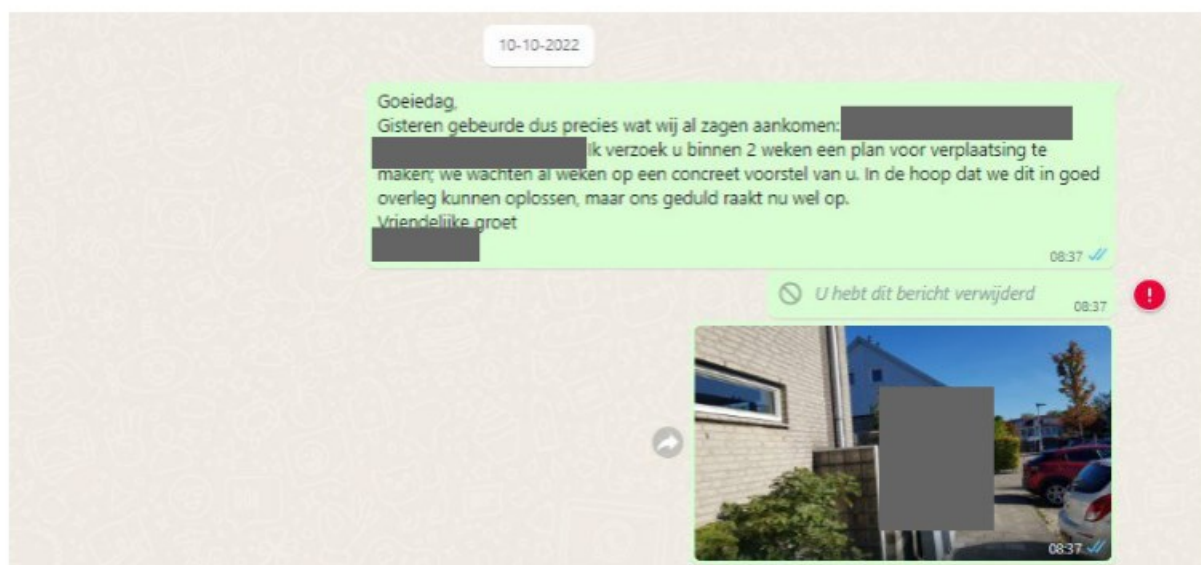 10-10-2022
Goeiedag,
Gisteren gebeurde dus precies wat wij al zagen aankomen:
Ik verzoek u binnen 2 weken een plan voor verplaatsing te
maken; we wachten al weken op een concreet voorstel van u. In de hoop dat we dit in goed
overleg kunnen oplossen, maar ons geduld raakt nu wel op.
Vriendelijke groet
08:37
U hebt dit bericht verwijderd
08:37
08:37